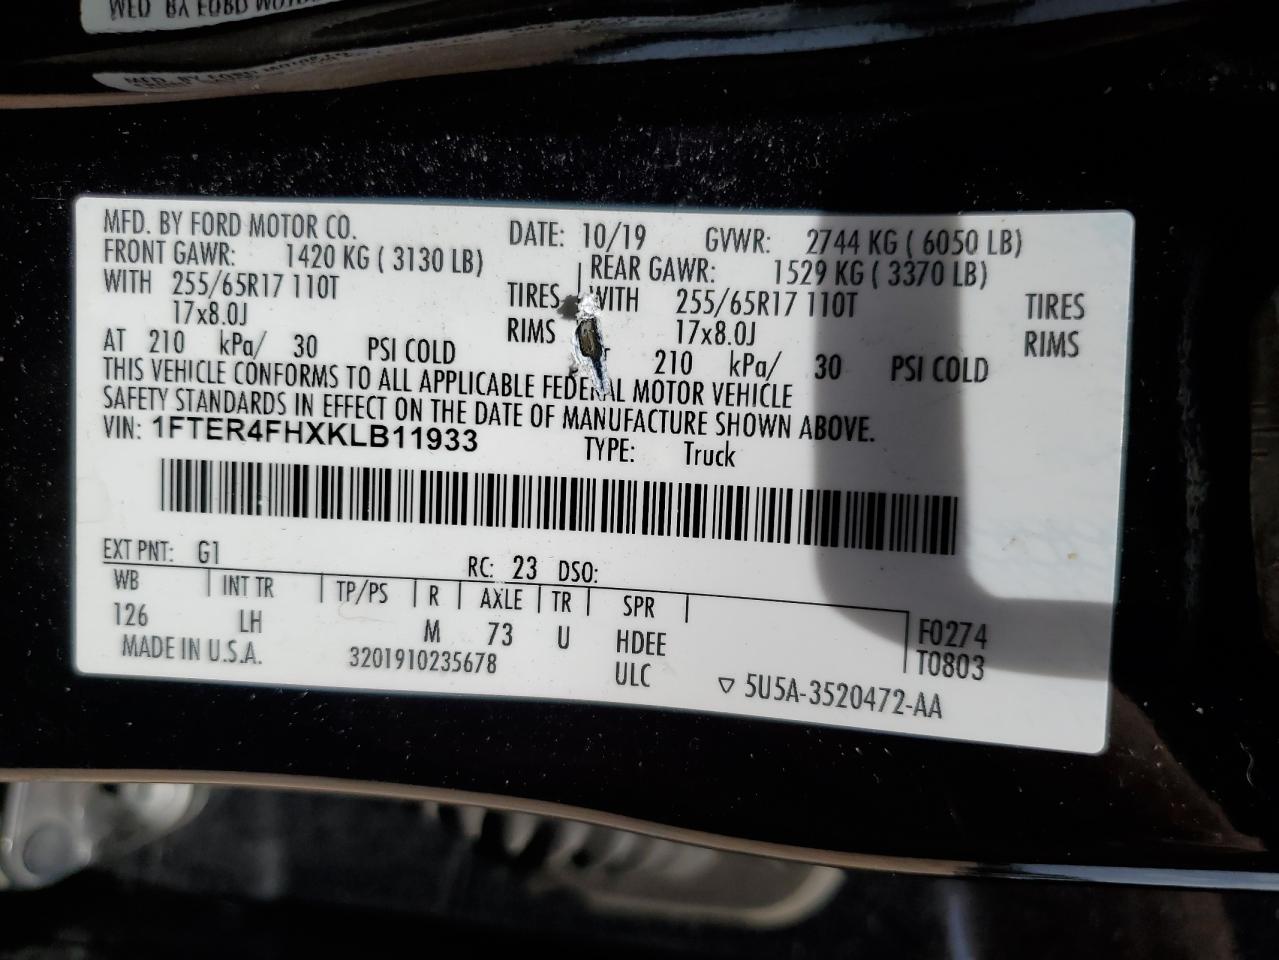 MFD. BY FORD MOTOR CO. DATE: 10/19 GVWR: 2744 KG ( 6050 LB)
FRONT GAWR: 1420 KG ( 3130 LB) REAR GAWR: 1529 KG ( 3370 LB)
WITH 255/65R17 110T TIRES WITH 255/65R17 110T TIRES
17x8.0J RIMS 17x8.0J RIMS
AT 210 kPa/ 30 PSI COLD 210 kPa/ 30 PSI COLD
THIS VEHICLE CONFORMS TO ALL APPLICABLE FEDERAL MOTOR VEHICLE
SAFETY STANDARDS IN EFFECT ON THE DATE OF MANUFACTURE SHOWN ABOVE.
VIN: 1FTER4FHXKLB11933 TYPE: Truck
EXT PNT: G1 RC: 23 DSO:
WB INT TR TP/PS R AXLE TR SPR
126 LH M 73 U HDEE F0274
MADE IN U.S.A. 3201910235678 ULC T0803
▽ 5U5A-3520472-AA